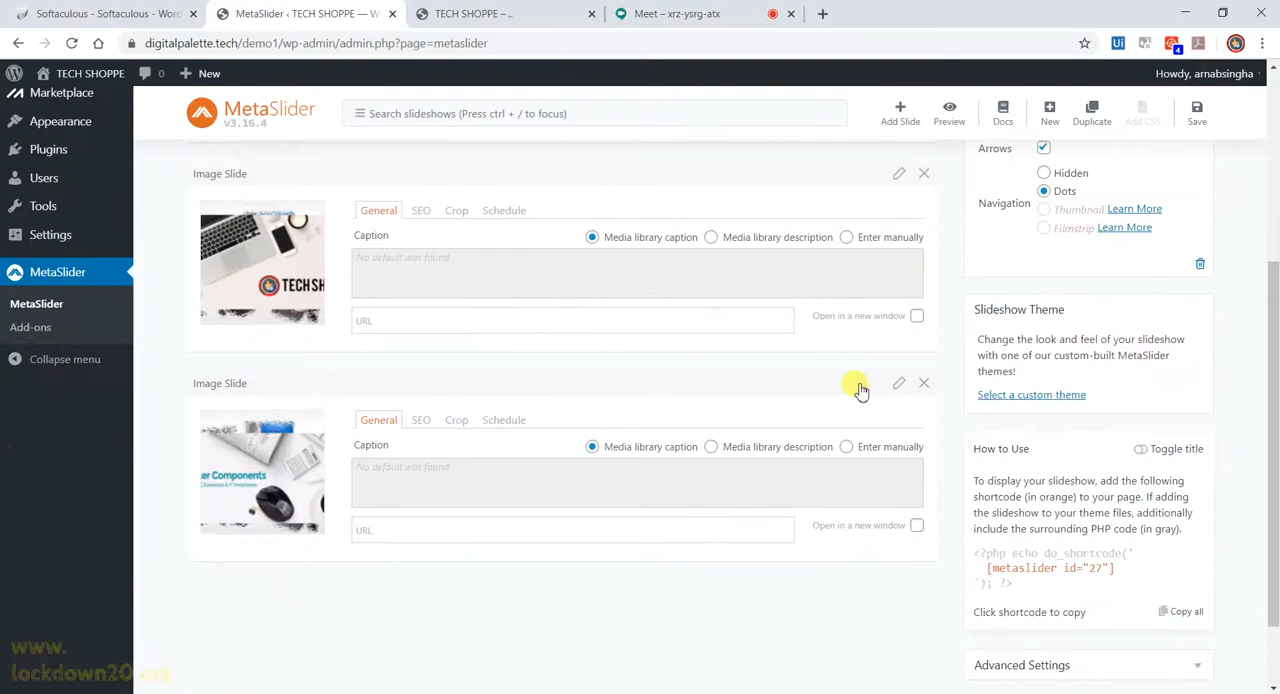 Softaculous - Softaculous - Word
MetaSlider ‹ TECH SHOPPE — W
TECH SHOPPE – ..
Meet – xrz-ysrg-atx
digitalpalette.tech/demo1/wp-admin/admin.php?page=metaslider
4
TECH SHOPPE
0
New
Howdy, arnabsingha
Marketplace
Appearance
Plugins
Users
Tools
Settings
MetaSlider
MetaSlider
Add-ons
Collapse menu
MetaSlider
v3.16.4
Search slideshows (Press ctrl + / to focus)
Add Slide
Preview
Docs
New
Duplicate
Add CSS
Save
Image Slide
TECH SH
General
SEO
Crop
Schedule
Caption
Media library caption
Media library description
Enter manually
No default was found
URL
Open in a new window
Image Slide
ter Components
General
SEO
Crop
Schedule
Caption
Media library caption
Media library description
Enter manually
No default was found
URL
Open in a new window
Arrows
Hidden
Navigation
Dots
Thumbnail Learn More
Filmstrip Learn More
Slideshow Theme
Change the look and feel of your slideshow
with one of our custom-built MetaSlider
themes!
Select a custom theme
How to Use
Toggle title
To display your slideshow, add the following
shortcode (in orange) to your page. If adding
the slideshow to your theme files, additionally
include the surrounding PHP code (in gray).
<?php echo do_shortcode('
[metaslider id="27"]
'); ?>
Click shortcode to copy
Copy all
Advanced Settings
www.
lockdown20.org